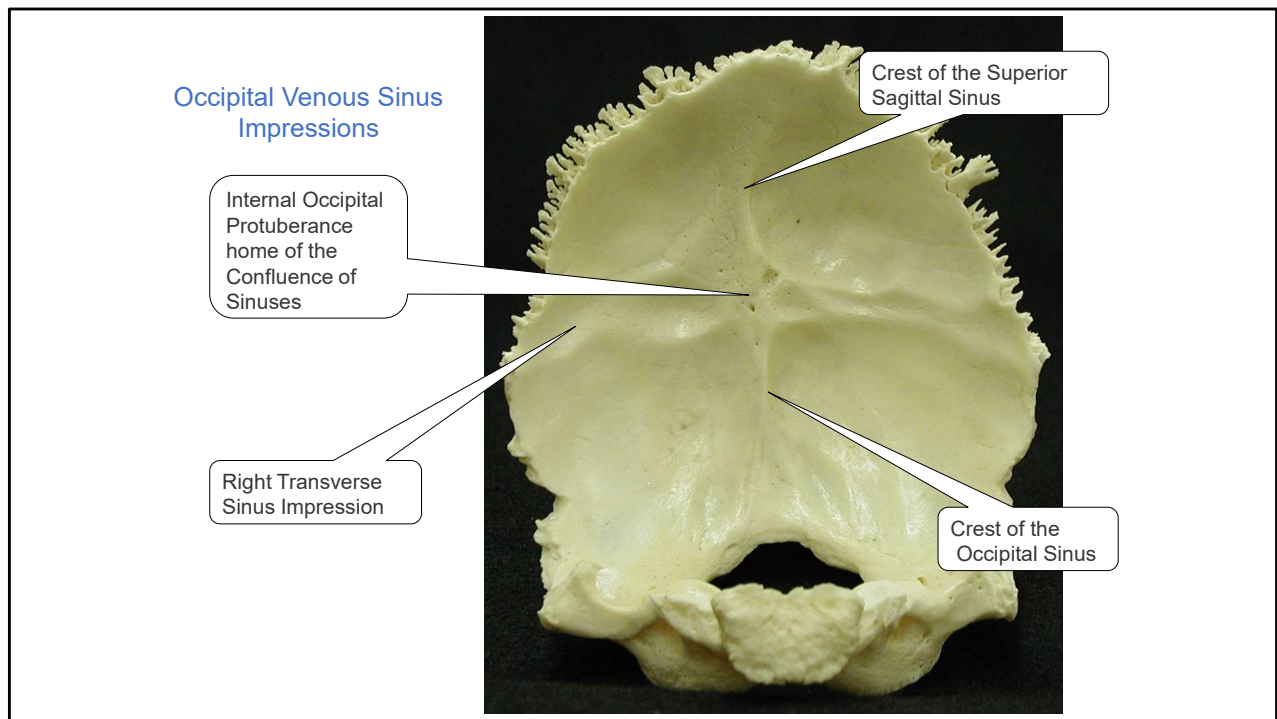 Occipital Venous Sinus
Impressions
Crest of the Superior
Sagittal Sinus
Internal Occipital
Protuberance
home of the
Confluence of
Sinuses
Right Transverse
Sinus Impression
Crest of the
Occipital Sinus